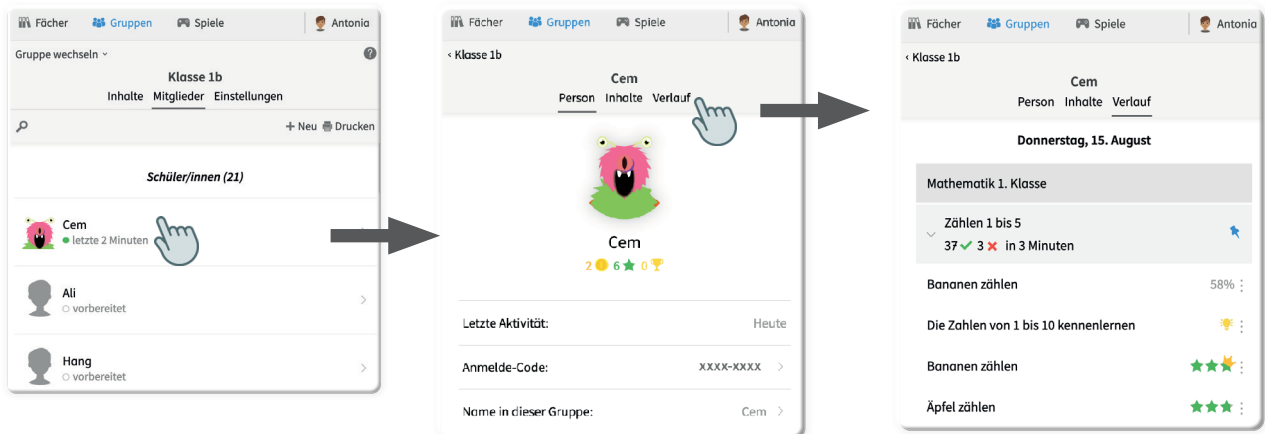 Fächer Gruppen Spiele Antonia
Gruppe wechseln
?
Klasse 1b
Inhalte Mitglieder Einstellungen
+ Neu Drucken
Schüler/innen (21)
Cem
letzte 2 Minuten
Ali
vorbereitet
Hang
vorbereitet
Fächer Gruppen Spiele Antonia
‹ Klasse 1b
Cem
Person Inhalte Verlauf
Cem
2 6 0
Letzte Aktivität: Heute
Anmelde-Code: XXXX-XXXX
Name in dieser Gruppe: Cem
Fächer Gruppen Spiele Antonia
‹ Klasse 1b
Cem
Person Inhalte Verlauf
Donnerstag, 15. August
Mathematik 1. Klasse
Zählen 1 bis 5
37 3 in 3 Minuten
Bananen zählen 58%
Die Zahlen von 1 bis 10 kennenlernen
Bananen zählen
Äpfel zählen